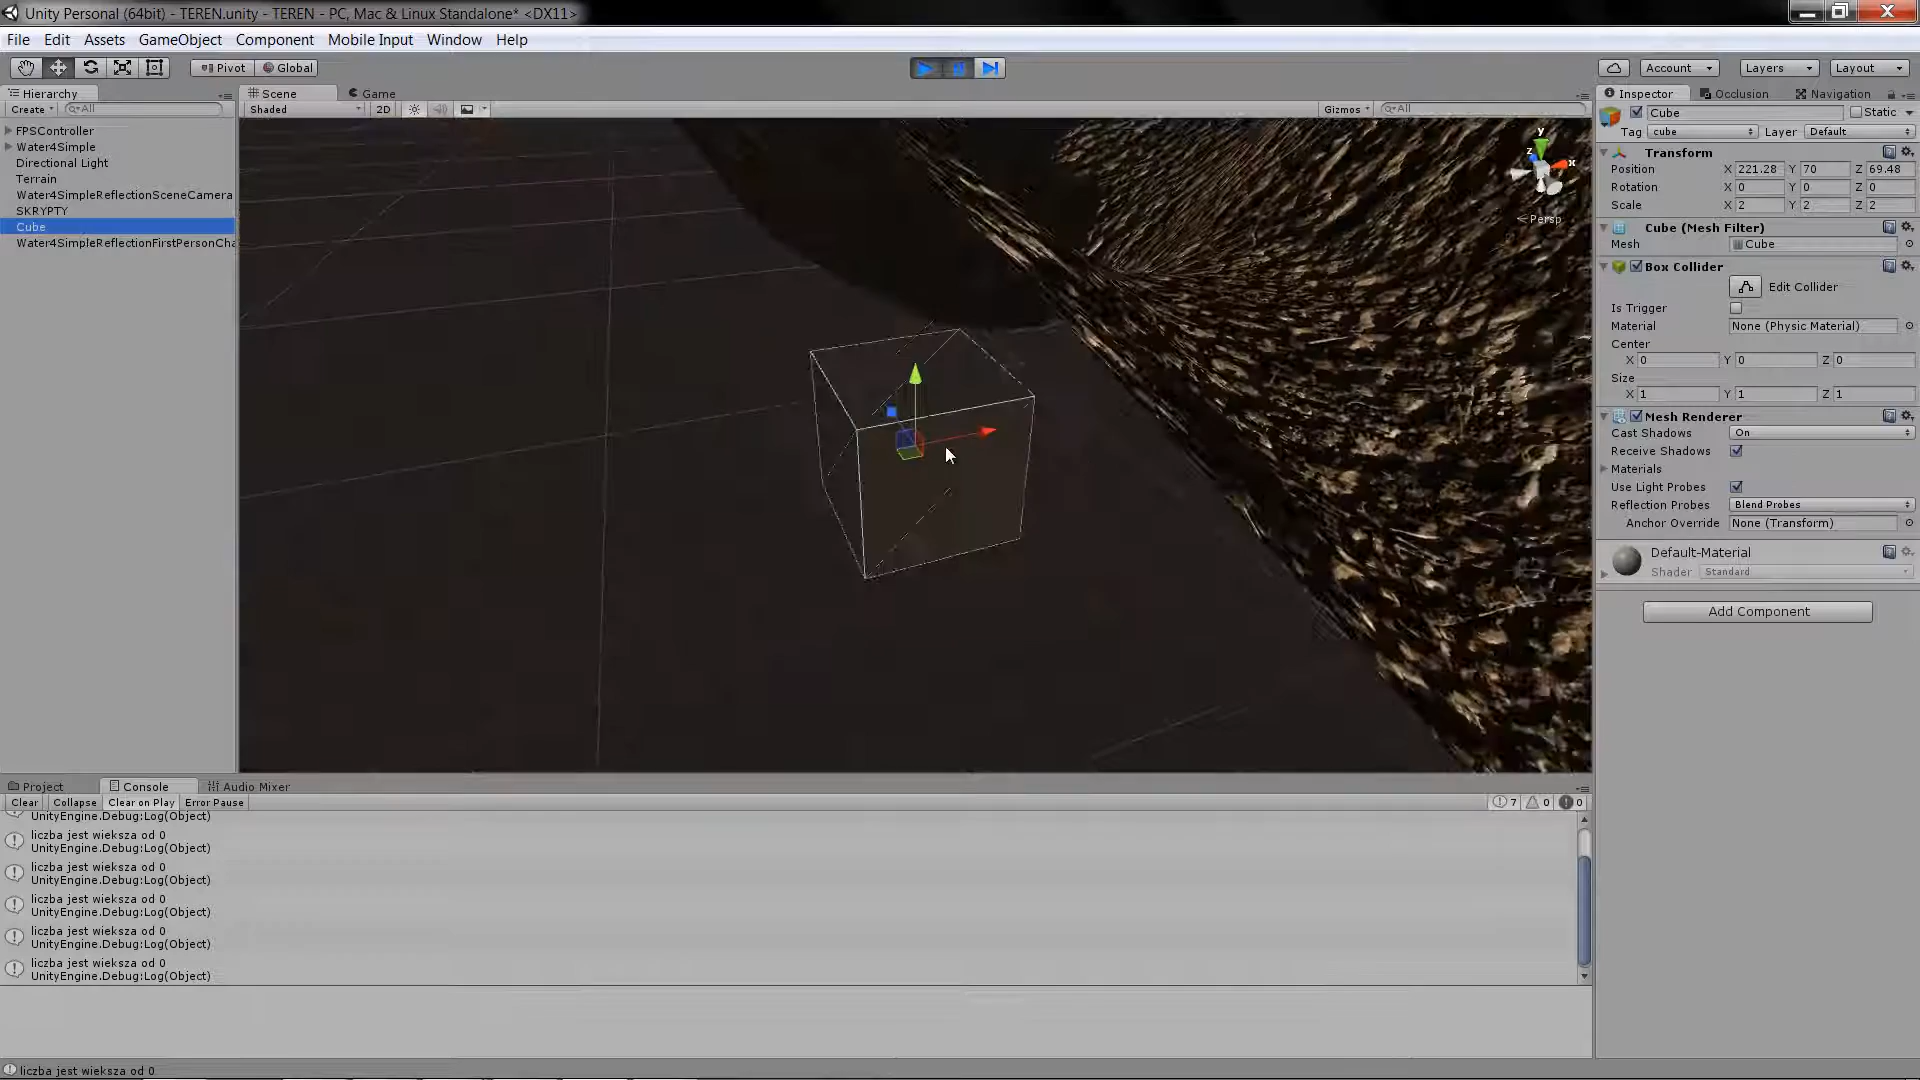 Unity Personal (64bit) - TEREN.unity - TEREN - PC, Mac & Linux Standalone* <DX11>
File Edit Assets GameObject Component Mobile Input Window Help
Pivot Global Account Layers Layout
Hierarchy Scene Game Inspector Occlusion Navigation
Create All Shaded 2D Gizmos All
FPSController
Water4Simple
Directional Light
Terrain
Water4SimpleReflectionSceneCamera
SKRYPTY
Cube
Water4SimpleReflectionFirstPersonCha
y
z x
Persp
Cube Static
Tag cube Layer Default
Transform
Position X 221.28 Y 70 Z 69.48
Rotation X 0 Y 0 Z 0
Scale X 2 Y 2 Z 2
Cube (Mesh Filter)
Mesh Cube
Box Collider
Edit Collider
Is Trigger
Material None (Physic Material)
Center
X 0 Y 0 Z 0
Size
X 1 Y 1 Z 1
Mesh Renderer
Cast Shadows On
Receive Shadows
Materials
Use Light Probes
Reflection Probes Blend Probes
Anchor Override None (Transform)
Default-Material
Shader Standard
Add Component
Project Console Audio Mixer
Clear Collapse Clear on Play Error Pause 7 0 0
UnityEngine.Debug:Log(Object)
liczba jest wieksza od 0
UnityEngine.Debug:Log(Object)
liczba jest wieksza od 0
UnityEngine.Debug:Log(Object)
liczba jest wieksza od 0
UnityEngine.Debug:Log(Object)
liczba jest wieksza od 0
UnityEngine.Debug:Log(Object)
liczba jest wieksza od 0
UnityEngine.Debug:Log(Object)
liczba jest wieksza od 0